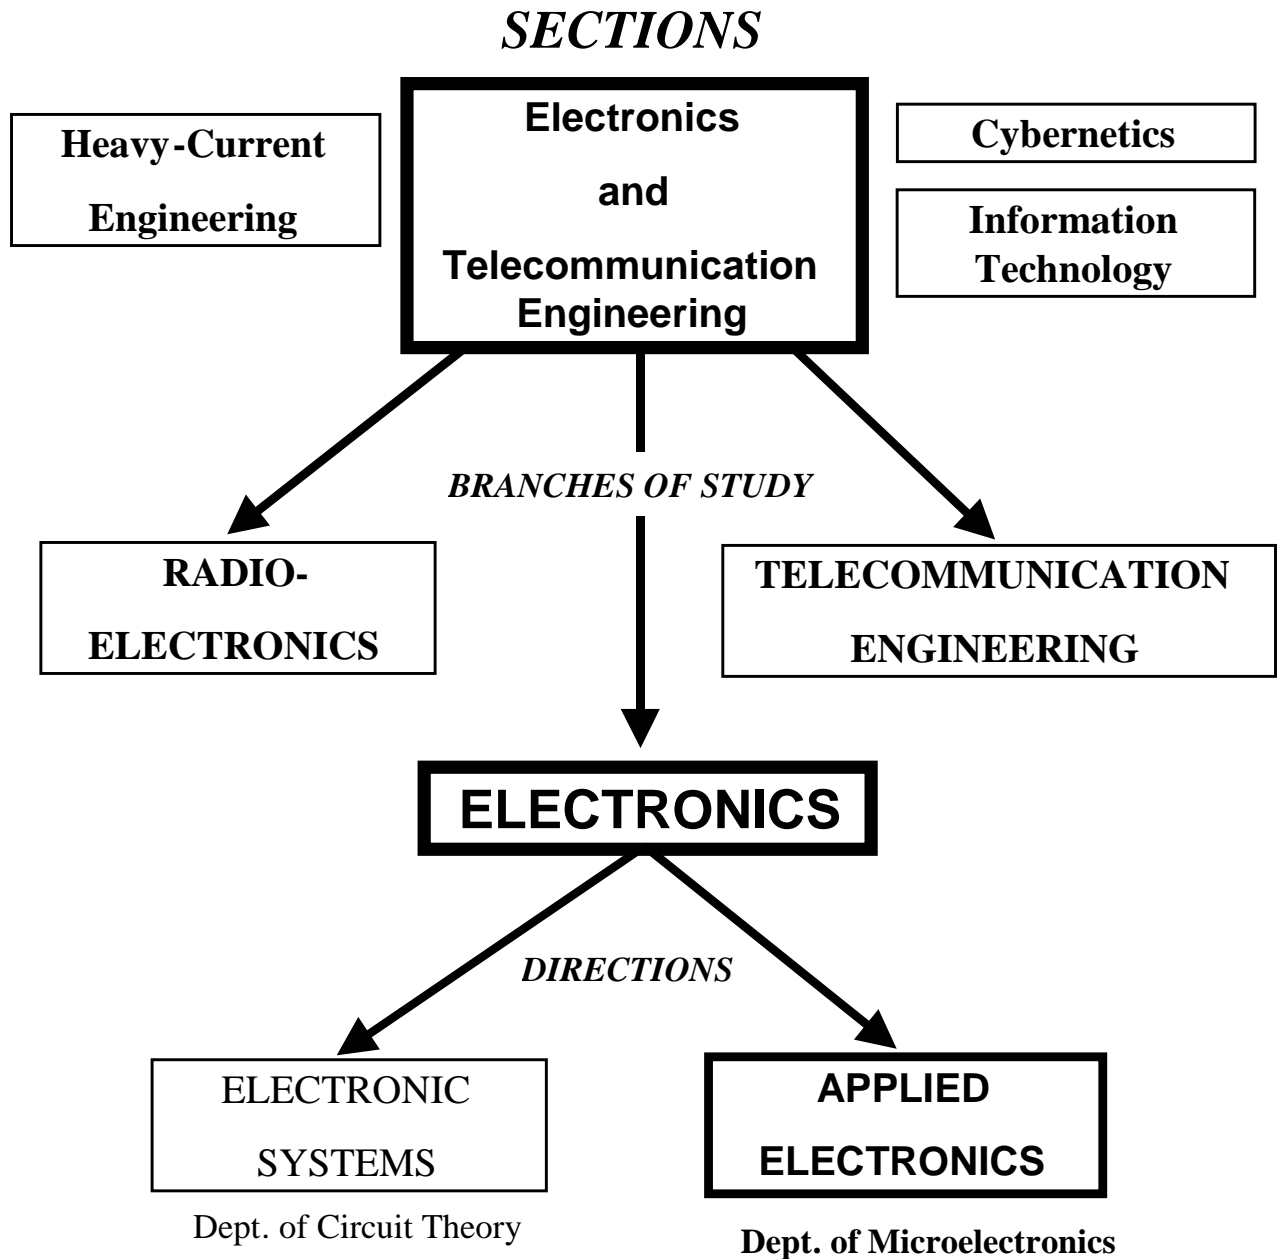 SECTIONS
Heavy-Current
Engineering
Electronics
and
Telecommunication
Engineering
Cybernetics
Information
Technology
BRANCHES OF STUDY
RADIO-
ELECTRONICS
TELECOMMUNICATION
ENGINEERING
ELECTRONICS
DIRECTIONS
ELECTRONIC
SYSTEMS
Dept. of Circuit Theory
APPLIED
ELECTRONICS
Dept. of Microelectronics